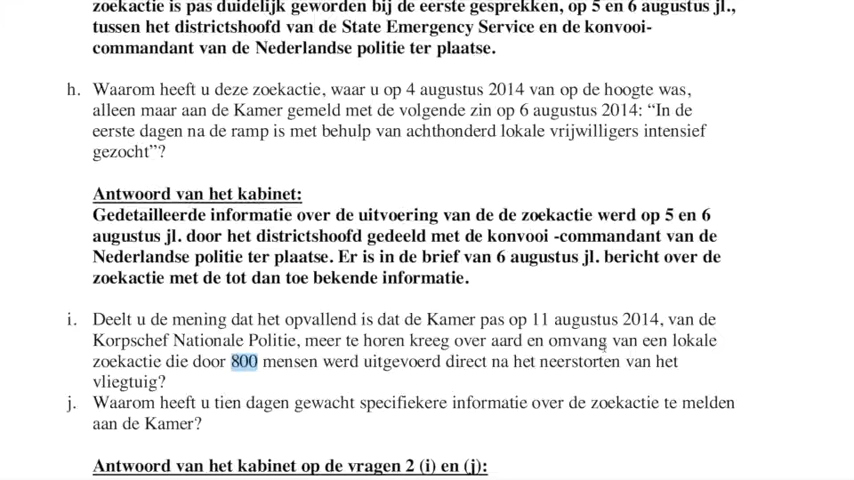 zoekactie is pas duidelijk geworden bij de eerste gesprekken, op 5 en 6 augustus jl.,
tussen het districtshoofd van de State Emergency Service en de konvooi-
commandant van de Nederlandse politie ter plaatse.
h. Waarom heeft u deze zoekactie, waar u op 4 augustus 2014 van op de hoogte was,
alleen maar aan de Kamer gemeld met de volgende zin op 6 augustus 2014: “In de
eerste dagen na de ramp is met behulp van achthonderd lokale vrijwilligers intensief
gezocht”?
Antwoord van het kabinet:
Gedetailleerde informatie over de uitvoering van de de zoekactie werd op 5 en 6
augustus jl. door het districtshoofd gedeeld met de konvooi -commandant van de
Nederlandse politie ter plaatse. Er is in de brief van 6 augustus jl. bericht over de
zoekactie met de tot dan toe bekende informatie.
i. Deelt u de mening dat het opvallend is dat de Kamer pas op 11 augustus 2014, van de
Korpschef Nationale Politie, meer te horen kreeg over aard en omvang van een lokale
zoekactie die door 800 mensen werd uitgevoerd direct na het neerstorten van het
vliegtuig?
j. Waarom heeft u tien dagen gewacht specifiekere informatie over de zoekactie te melden
aan de Kamer?
Antwoord van het kabinet op de vragen 2 (i) en (j):